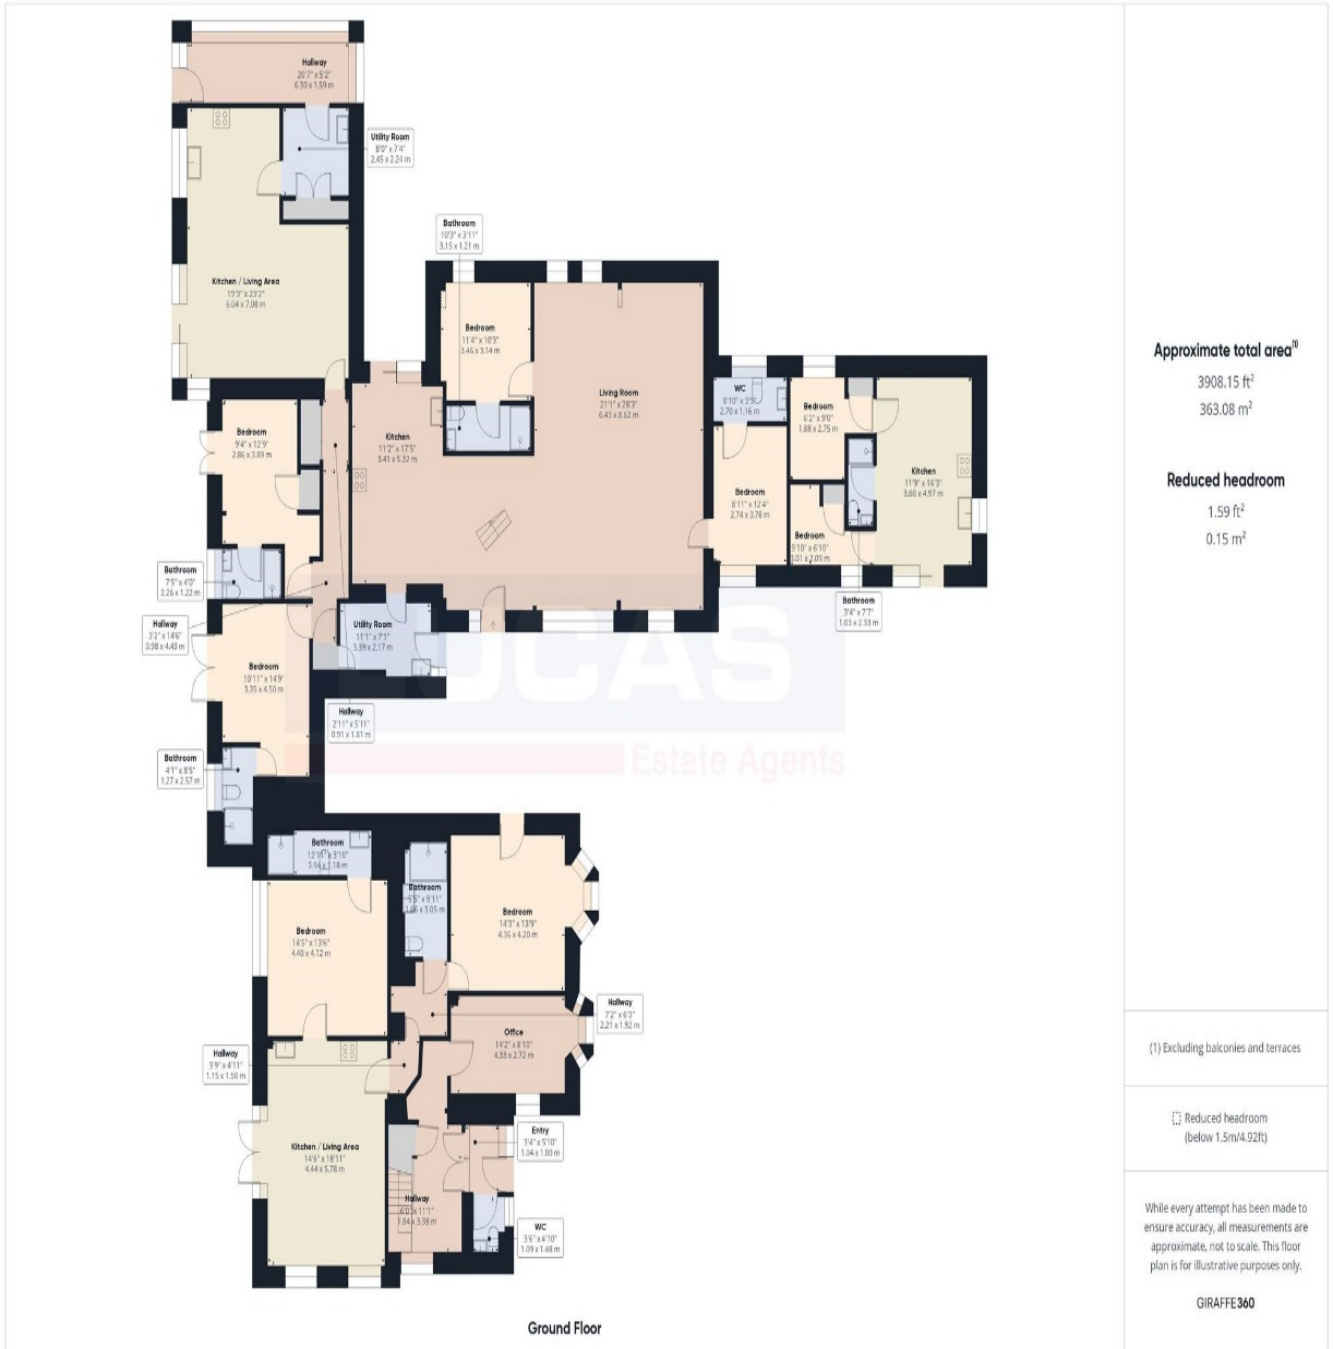 Hallway
20'7" x 5'2"
6.30 x 1.59 m
Utility Room
8'0" x 7'4"
2.45 x 2.24 m
Bathroom
10'3" x 3'11"
3.15 x 1.21 m
Kitchen / Living Area
19'9" x 23'2"
6.04 x 7.08 m
Bedroom
11'4" x 10'3"
3.46 x 3.14 m
Living Room
21'1" x 28'3"
6.43 x 8.62 m
WC
8'10" x 3'9"
2.70 x 1.16 m
Bedroom
6'2" x 9'0"
1.88 x 2.75 m
Bedroom
9'4" x 12'9"
2.86 x 3.89 m
Kitchen
11'2" x 17'5"
3.41 x 5.32 m
Kitchen
11'9" x 16'3"
3.60 x 4.97 m
Bedroom
8'11" x 12'4"
2.74 x 3.78 m
Bedroom
9'10" x 6'10"
3.01 x 2.09 m
Bathroom
7'5" x 4'0"
2.26 x 1.22 m
Bathroom
3'4" x 7'7"
1.03 x 2.33 m
Hallway
3'2" x 14'6"
0.98 x 4.43 m
Utility Room
11'1" x 7'1"
3.39 x 2.17 m
Bedroom
10'11" x 14'9"
3.35 x 4.50 m
LUCAS
Estate Agents
Hallway
2'11" x 5'11"
0.91 x 1.81 m
Bathroom
4'1" x 8'5"
1.27 x 2.57 m
Bathroom
12'11" x 3'10"
3.94 x 1.18 m
Bathroom
5'5" x 9'11"
1.66 x 3.05 m
Bedroom
14'3" x 13'9"
4.36 x 4.20 m
Bedroom
14'5" x 13'6"
4.40 x 4.12 m
Hallway
7'2" x 6'3"
2.21 x 1.92 m
Office
14'2" x 8'10"
4.33 x 2.72 m
Hallway
3'9" x 4'11"
1.15 x 1.50 m
Kitchen / Living Area
14'6" x 18'11"
4.44 x 5.78 m
Entry
3'4" x 5'10"
1.04 x 1.80 m
Hallway
6'0" x 11'1"
1.84 x 3.38 m
WC
3'6" x 4'10"
1.09 x 1.48 m
Ground Floor
Approximate total area(1)
3908.15 ft²
363.08 m²
Reduced headroom
1.59 ft²
0.15 m²
(1) Excluding balconies and terraces
Reduced headroom
(below 1.5m/4.92ft)
While every attempt has been made to
ensure accuracy, all measurements are
approximate, not to scale. This floor
plan is for illustrative purposes only.
GIRAFFE360